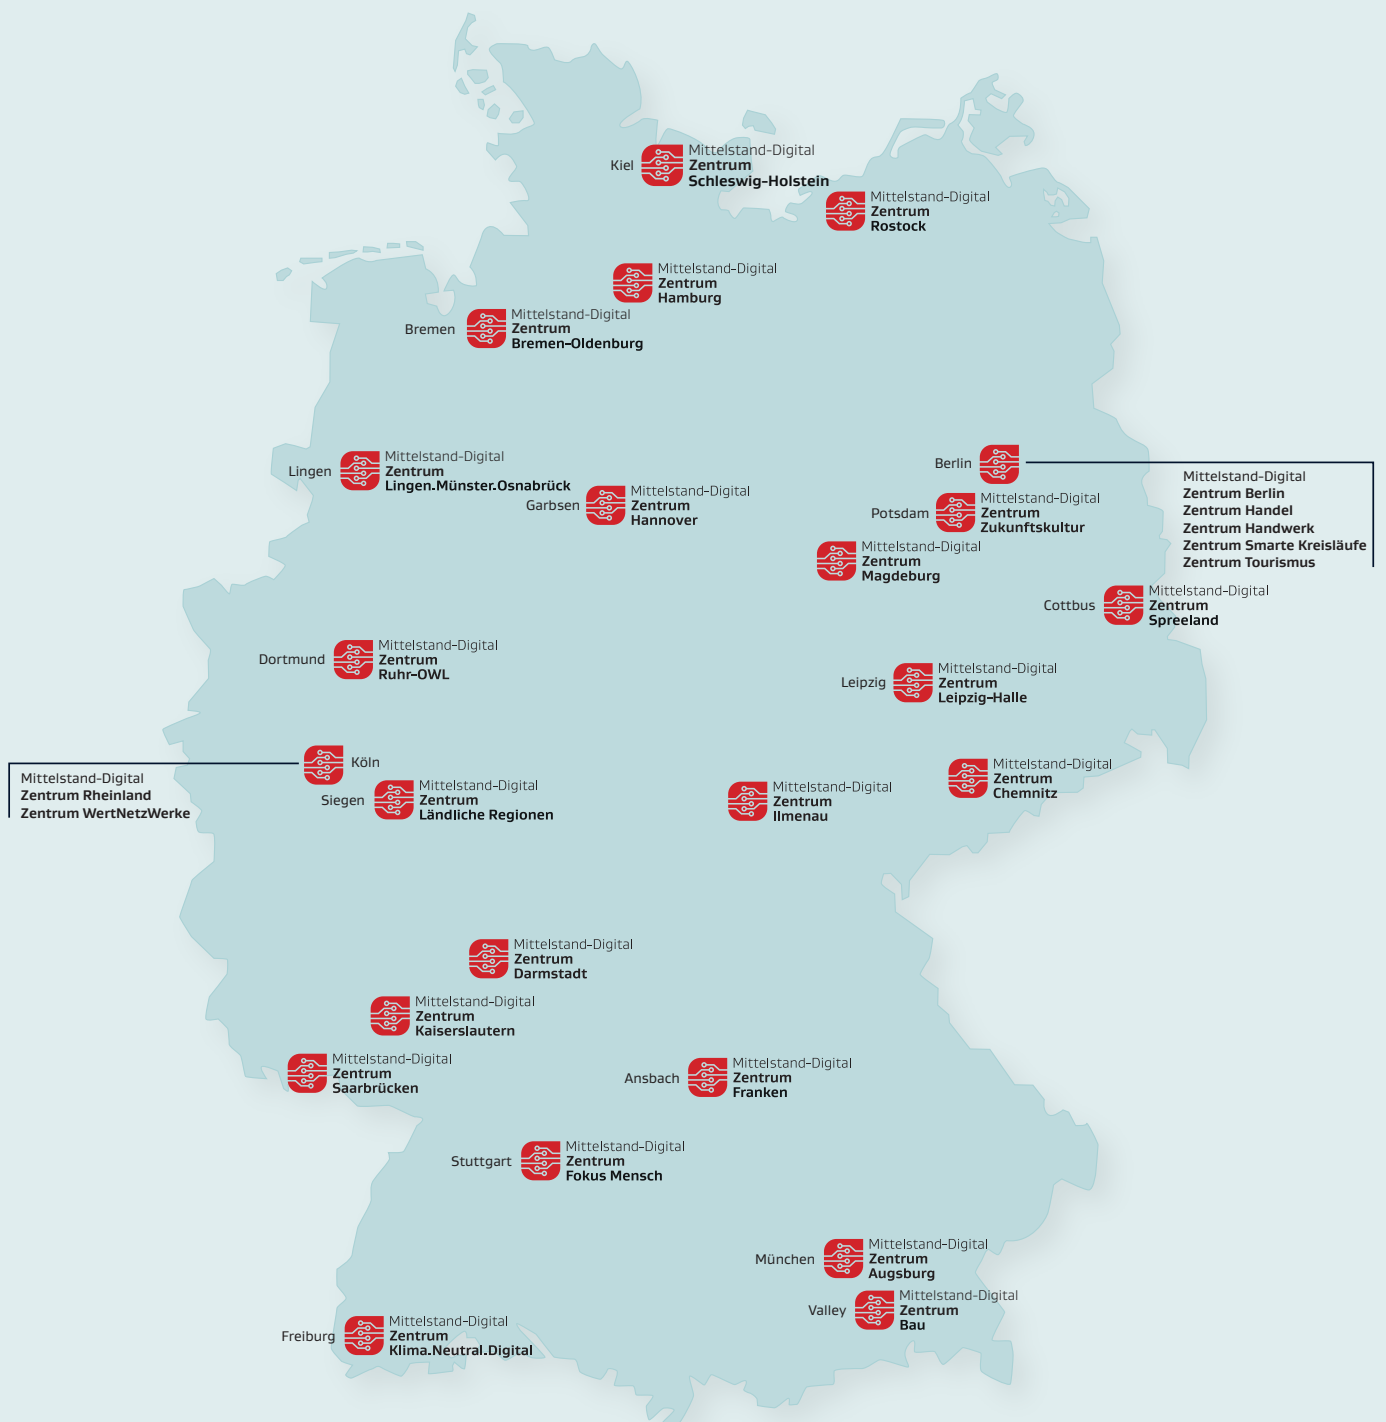 Kiel
Mittelstand-Digital
Zentrum
Schleswig-Holstein
Mittelstand-Digital
Zentrum
Rostock
Mittelstand-Digital
Zentrum
Hamburg
Bremen
Mittelstand-Digital
Zentrum
Bremen-Oldenburg
Lingen
Mittelstand-Digital
Zentrum
Lingen.Münster.Osnabrück
Garbsen
Mittelstand-Digital
Zentrum
Hannover
Berlin
Mittelstand-Digital
Zentrum Berlin
Zentrum Handel
Zentrum Handwerk
Zentrum Smarte Kreisläufe
Zentrum Tourismus
Potsdam
Mittelstand-Digital
Zentrum
Zukunftskultur
Mittelstand-Digital
Zentrum
Magdeburg
Cottbus
Mittelstand-Digital
Zentrum
Spreeland
Dortmund
Mittelstand-Digital
Zentrum
Ruhr-OWL
Leipzig
Mittelstand-Digital
Zentrum
Leipzig-Halle
Köln
Mittelstand-Digital
Zentrum Rheinland
Zentrum WertNetzWerke
Siegen
Mittelstand-Digital
Zentrum
Ländliche Regionen
Mittelstand-Digital
Zentrum
Ilmenau
Mittelstand-Digital
Zentrum
Chemnitz
Mittelstand-Digital
Zentrum
Darmstadt
Mittelstand-Digital
Zentrum
Kaiserslautern
Mittelstand-Digital
Zentrum
Saarbrücken
Ansbach
Mittelstand-Digital
Zentrum
Franken
Stuttgart
Mittelstand-Digital
Zentrum
Fokus Mensch
München
Mittelstand-Digital
Zentrum
Augsburg
Valley
Mittelstand-Digital
Zentrum
Bau
Freiburg
Mittelstand-Digital
Zentrum
Klima.Neutral.Digital